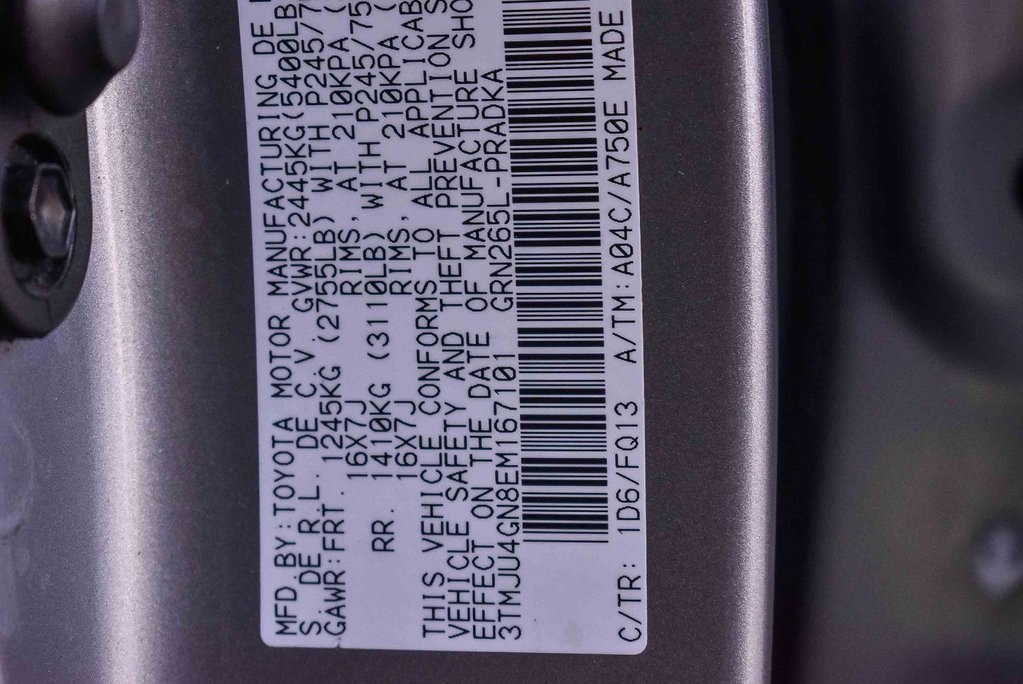 MFD.BY:TOYOTA MOTOR MANUFACTURING DE
S. DE R.L. DE C.V GVWR:2445KG(5400LB
GAWR:FRT. 1245KG (2755LB) WITH P245/7
16X7J RIMS, AT 210KPA (
RR. 1410KG (3110LB) WITH P245/75
16X7J RIMS, AT 210KPA (
THIS VEHICLE CONFORMS TO ALL APPLICAB
VEHICLE SAFETY AND THEFT PREVENTION S
EFFECT ON THE DATE OF MANUFACTURE SHO
3TMJU4GN8EM167101 GRN265L-PRADKA
C/TR: 1D6/FQ13 A/TM:A04C/A750E MADE